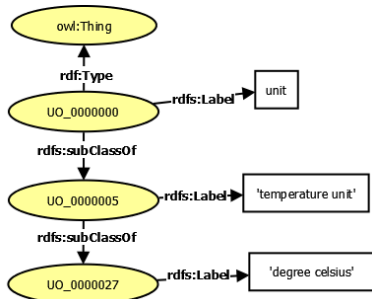 owl:Thing
rdf:Type
unit
rdfs:Label
UO_0000000
rdfs:subClassOf
UO_0000005
rdfs:Label
'temperature unit'
rdfs:subClassOf
UO_0000027
rdfs:Label
'degree celsius'